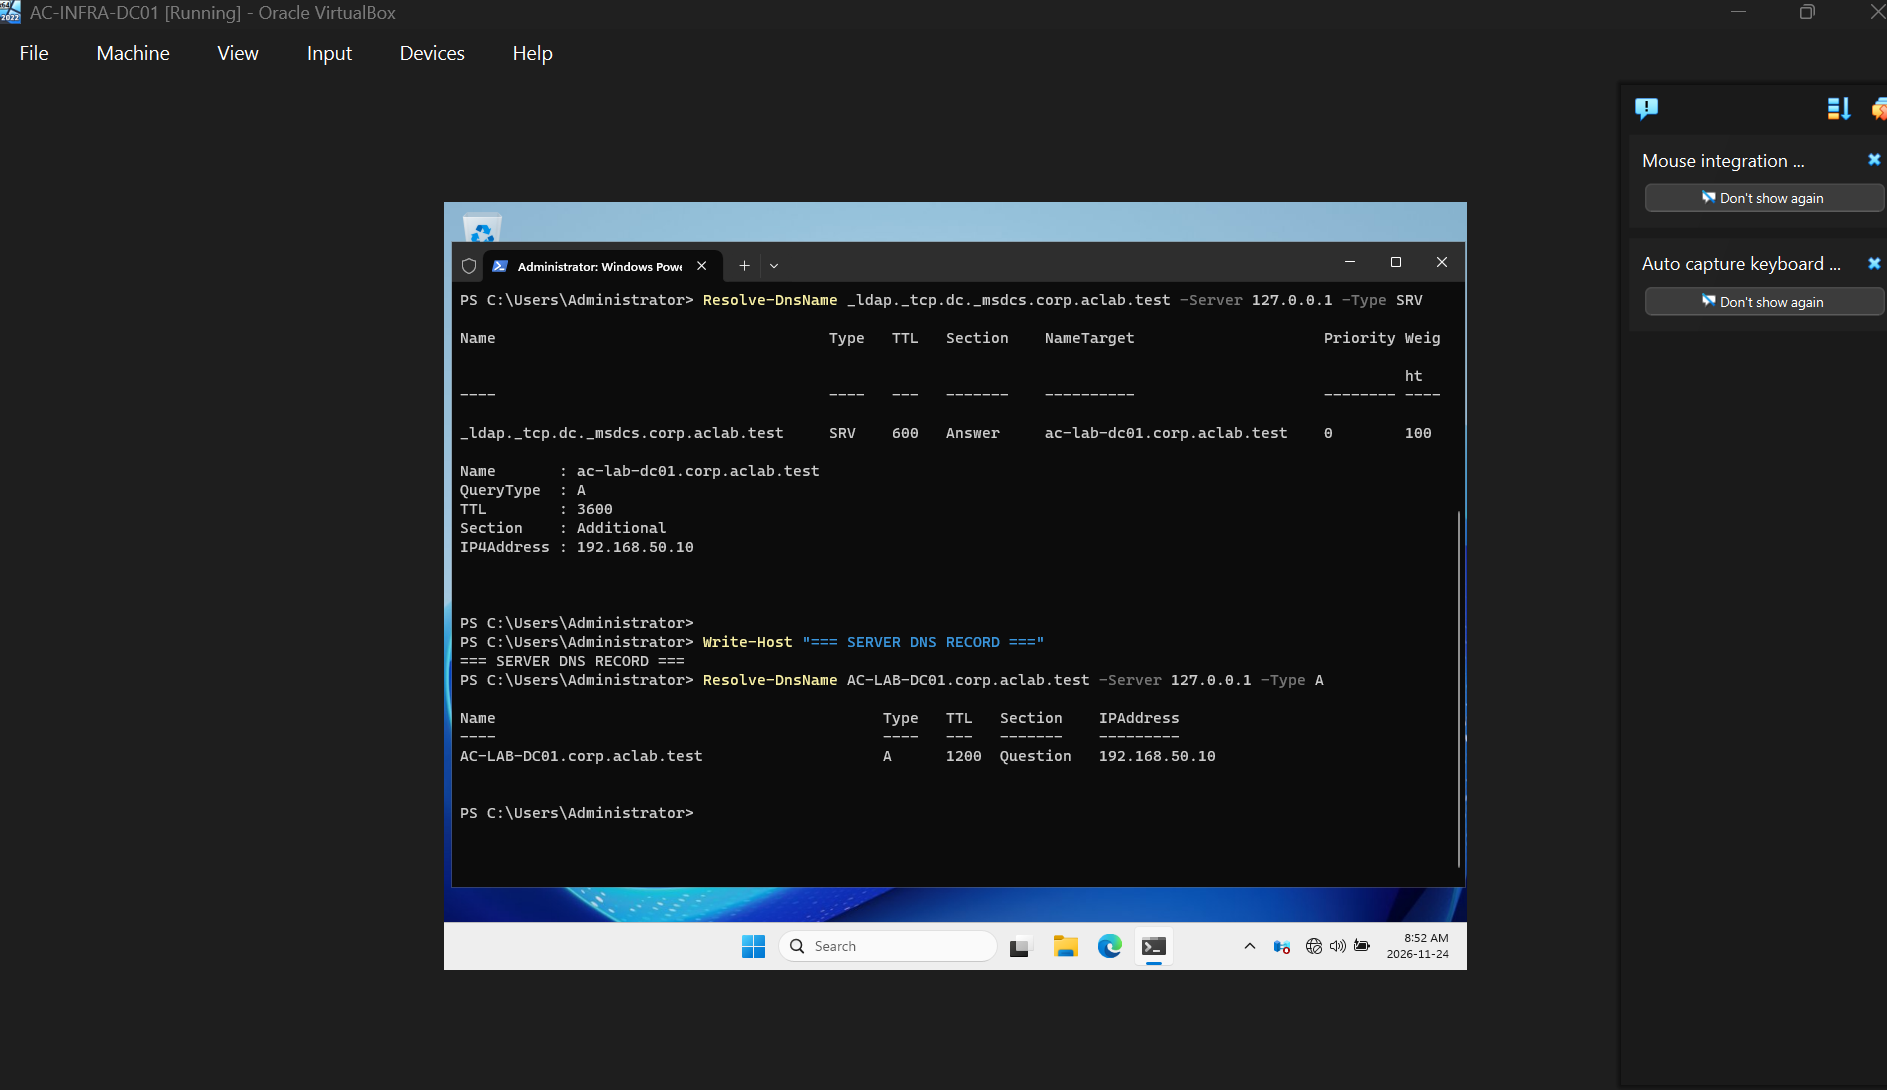 AC-INFRA-DC01 [Running] - Oracle VirtualBox
File Machine View Input Devices Help
Mouse integration ...
Don't show again
Auto capture keyboard ...
Don't show again
Administrator: Windows Powe
PS C:\Users\Administrator> Resolve-DnsName _ldap._tcp.dc._msdcs.corp.aclab.test -Server 127.0.0.1 -Type SRV
Name Type TTL Section NameTarget Priority Weig
ht
---- ---- --- ------- ---------- -------- ----
_ldap._tcp.dc._msdcs.corp.aclab.test SRV 600 Answer ac-lab-dc01.corp.aclab.test 0 100
Name : ac-lab-dc01.corp.aclab.test
QueryType : A
TTL : 3600
Section : Additional
IP4Address : 192.168.50.10
PS C:\Users\Administrator>
PS C:\Users\Administrator> Write-Host "=== SERVER DNS RECORD ==="
=== SERVER DNS RECORD ===
PS C:\Users\Administrator> Resolve-DnsName AC-LAB-DC01.corp.aclab.test -Server 127.0.0.1 -Type A
Name Type TTL Section IPAddress
---- ---- --- ------- ---------
AC-LAB-DC01.corp.aclab.test A 1200 Question 192.168.50.10
PS C:\Users\Administrator>
Search
8:52 AM
2026-11-24